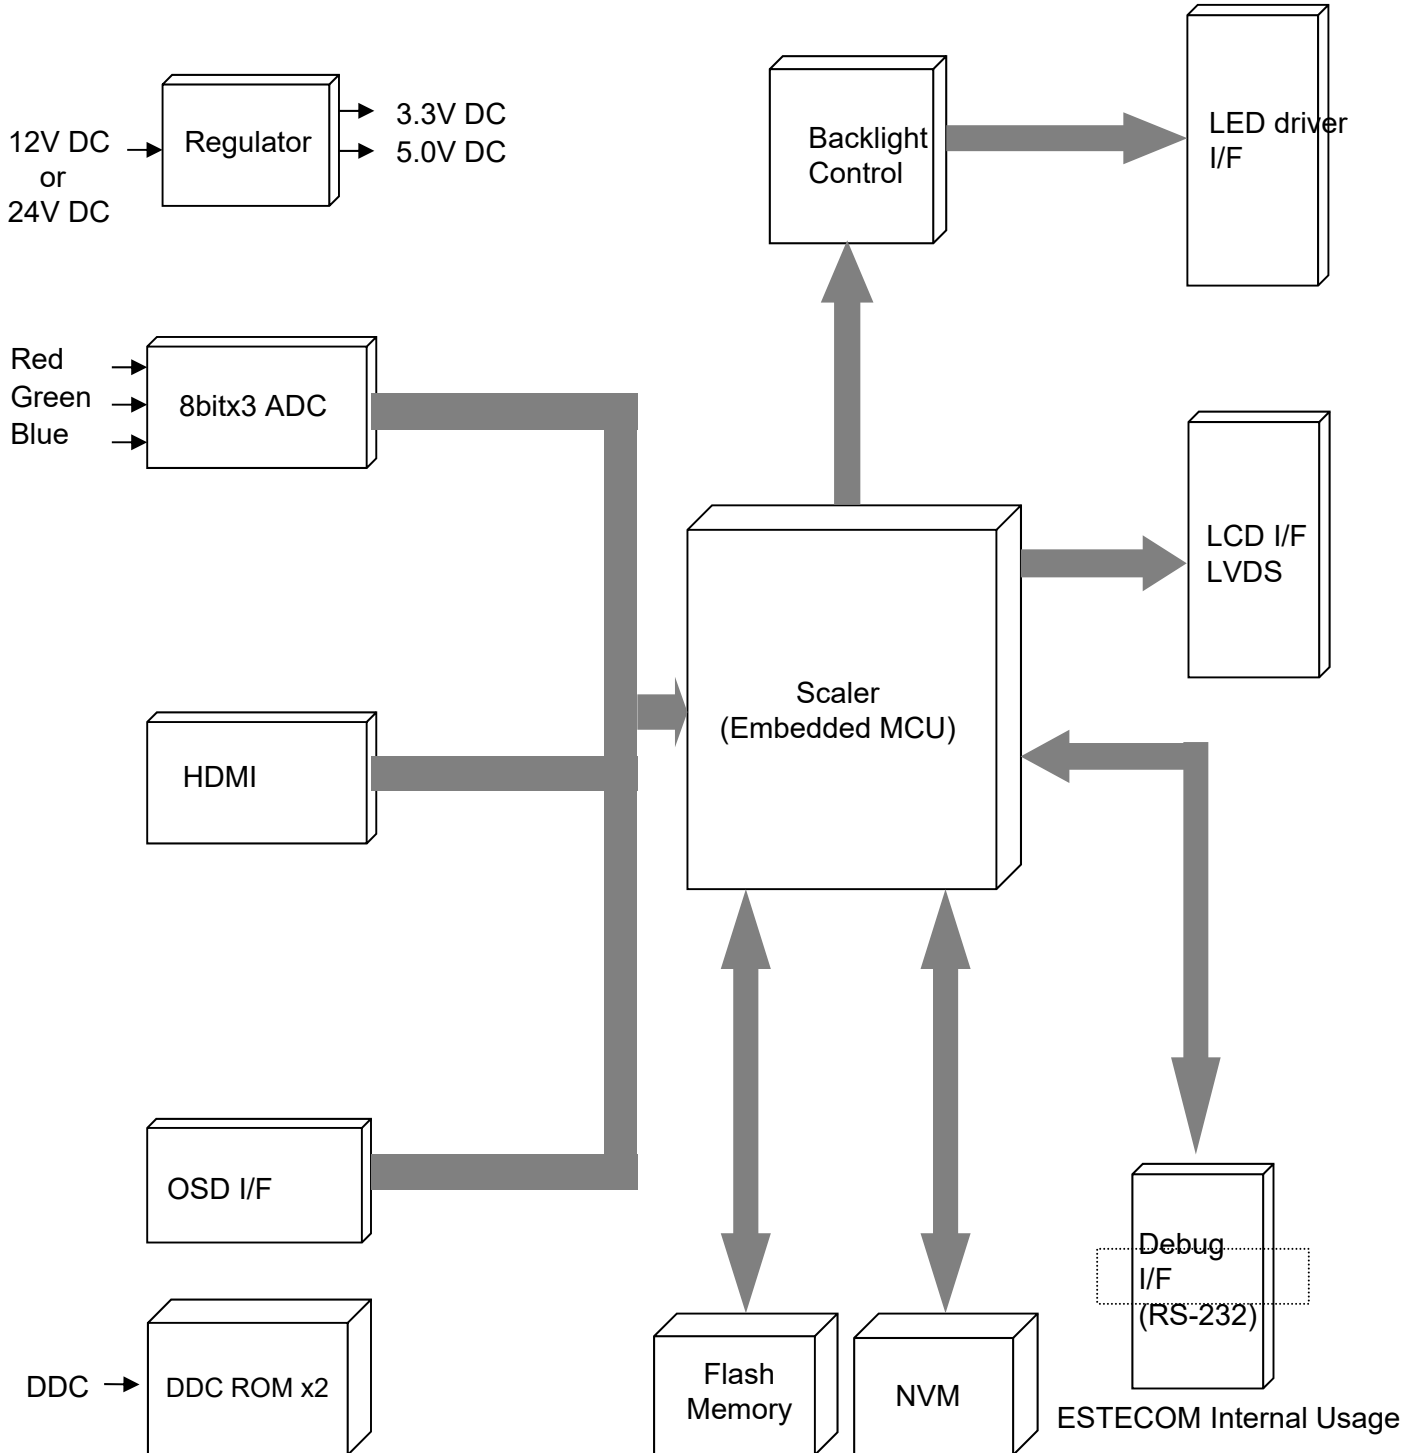 12V DC
or
24V DC
Regulator
3.3V DC
5.0V DC
Backlight
Control
LED driver
I/F
Red
Green
Blue
8bitx3 ADC
LCD I/F
LVDS
Scaler
(Embedded MCU)
HDMI
OSD I/F
Debug
I/F
(RS-232)
DDC
DDC ROM x2
Flash
Memory
NVM
ESTECOM Internal Usage